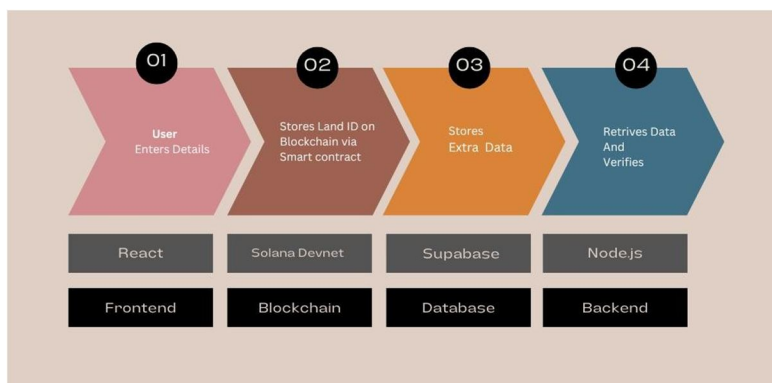 01
User
Enters Details
02
Stores Land ID on
Blockchain via
Smart contract
03
Stores
Extra Data
04
Retrives Data
And
Verifies
React
Solana Devnet
Supabase
Node.js
Frontend
Blockchain
Database
Backend